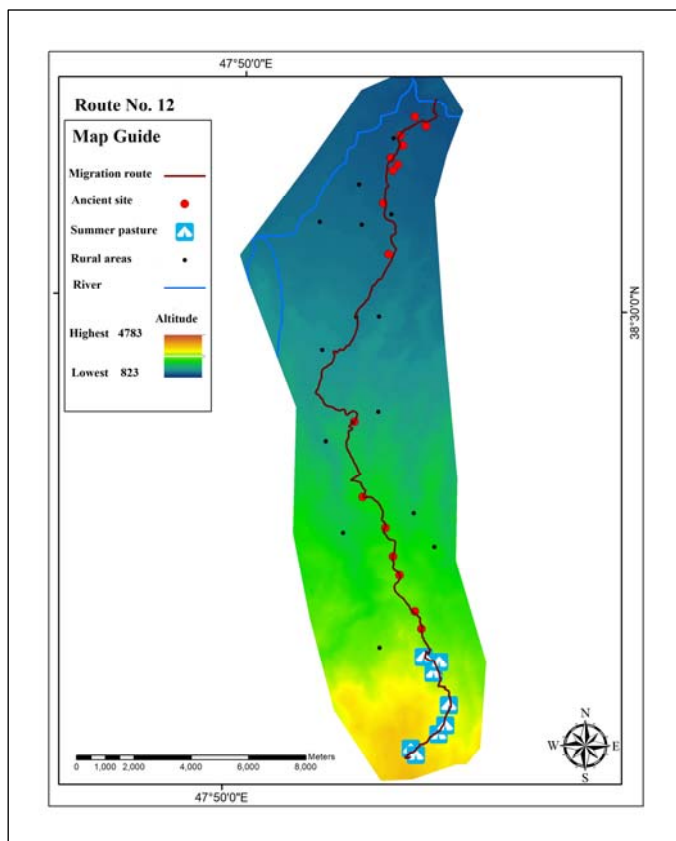 47°50'0"E
Route No. 12
Map Guide
Migration route
Ancient site
Summer pasture
Rural areas
River
Altitude
Highest 4783
Lowest 823
38°30'0"N
N
W E
S
Meters
0 1,000 2,000 4,000 6,000 8,000
47°50'0"E